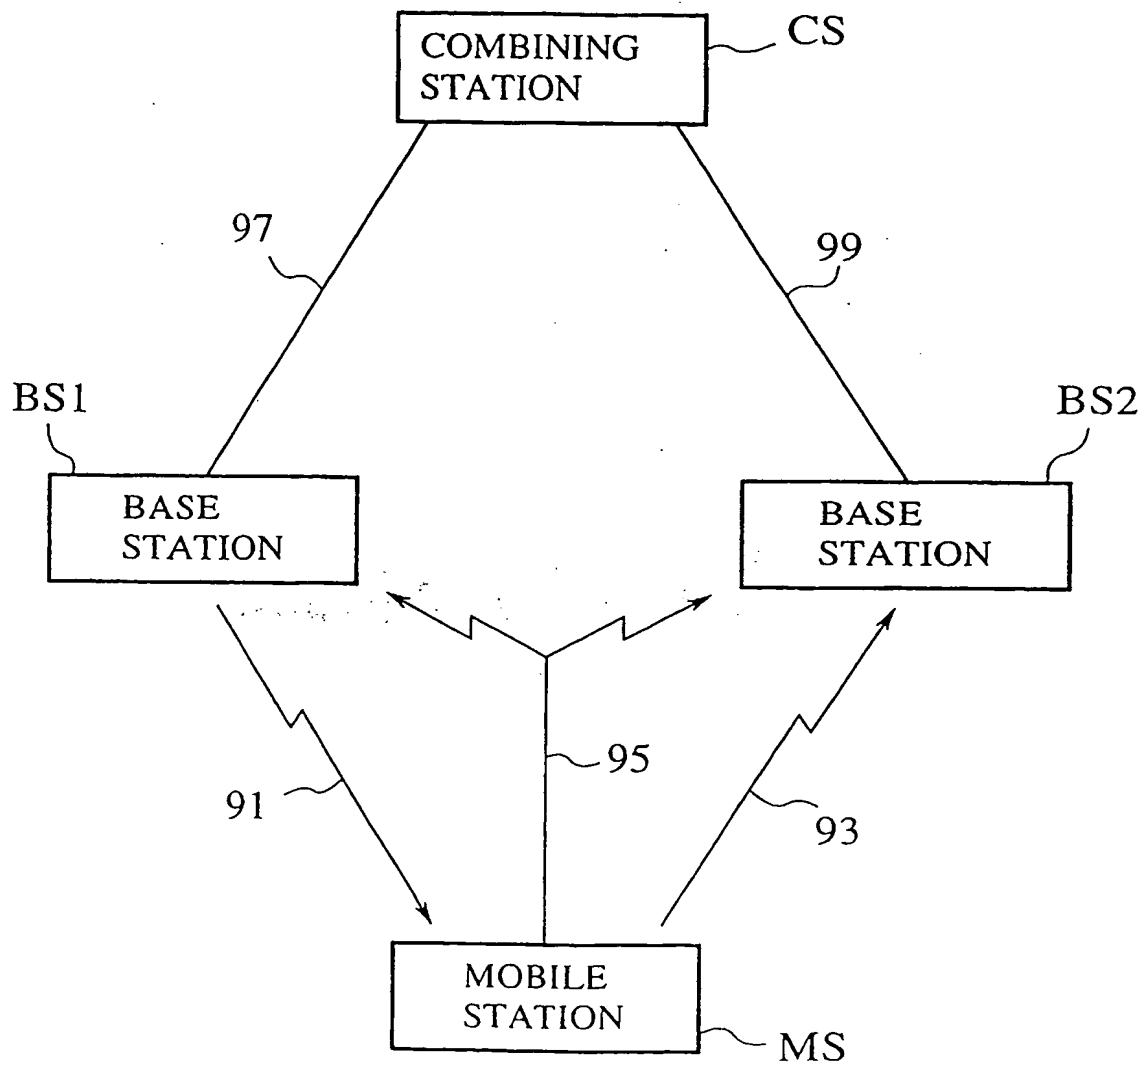 COMBINING
STATION
CS
97
99
BS1
BS2
BASE
STATION
BASE
STATION
95
91
93
MOBILE
STATION
MS